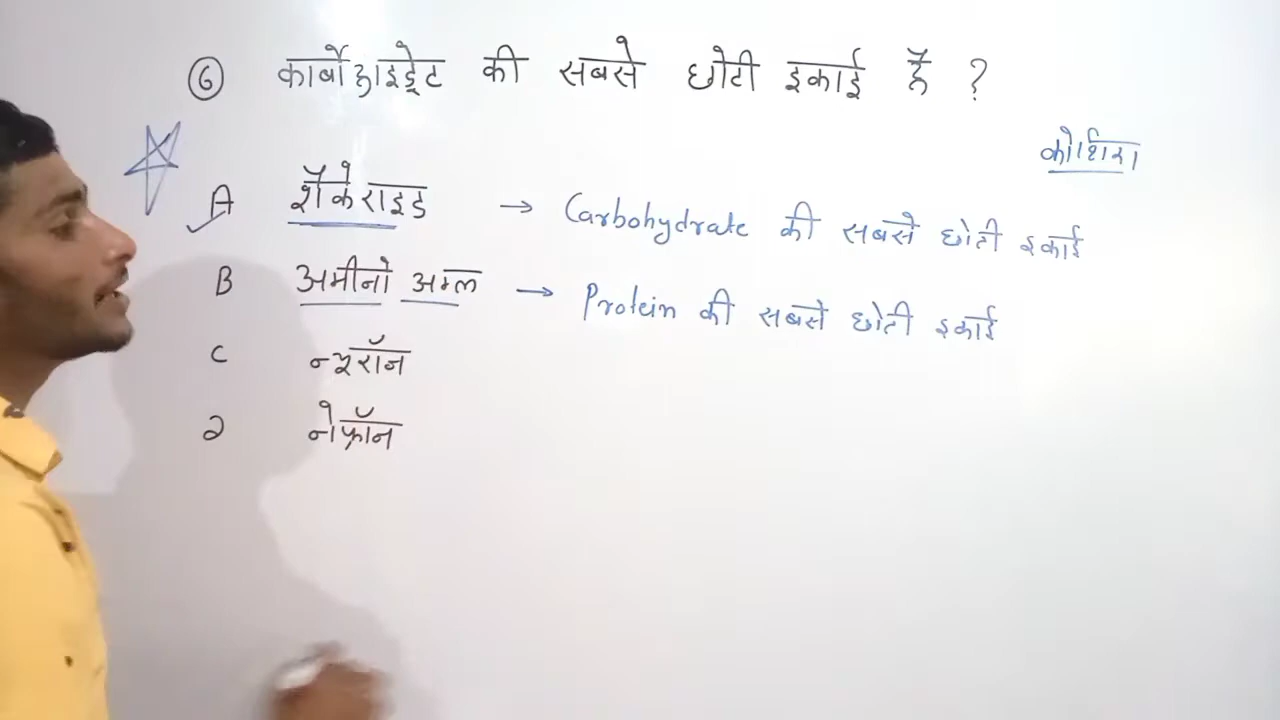 6 कार्बोहाइड्रेट की सबसे छोटी इकाई है ?
कोशिश
A शैकेराइड → Carbohydrate की सबसे छोटी इकाई
B अमीनो अम्ल → Protein की सबसे छोटी इकाई
C न्यूरॉन
D नेफ्रॉन